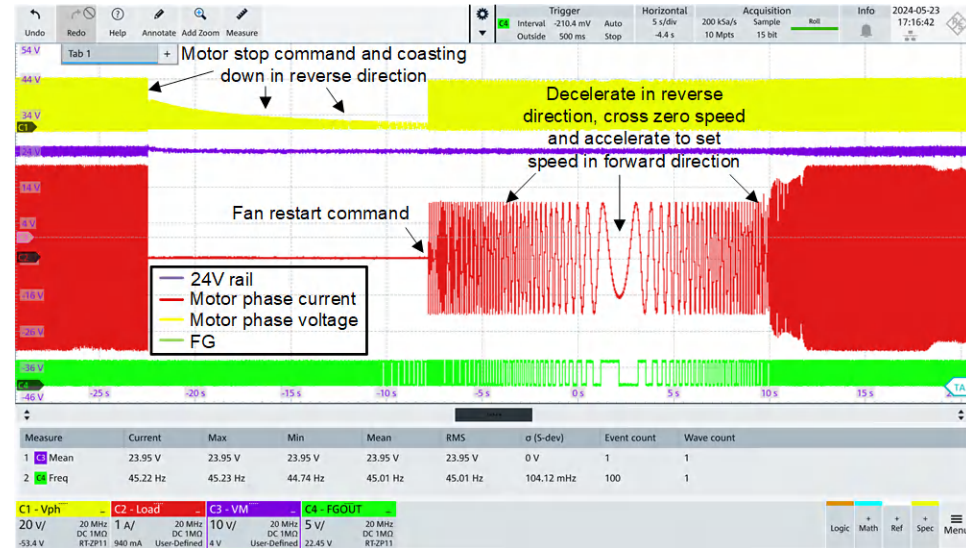 Undo Redo Help Annotate Add Zoom Measure
Trigger Horizontal Acquisition Info 2024-05-23
C4 Interval -210.4 mV Auto 5 s/div 200 kSa/s Sample Roll 17:16:42
Outside 500 ms Stop -4.4 s 10 Mpts 15 bit
54 V Tab 1 + Motor stop command and coasting
down in reverse direction
44 V
Decelerate in reverse
direction, cross zero speed
and accelerate to set
speed in forward direction
34 V
C1
24 V
14 V
Fan restart command
4 V
C2
24V rail
Motor phase current
Motor phase voltage
FG
-16 V
-26 V
-36 V
C4
TA
-46 V -25 s -20 s -15 s -10 s -5 s 0 s 5 s 10 s 15 s
Measure Current Max Min Mean RMS σ (S-dev) Event count Wave count
1 C3 Mean 23.95 V 23.95 V 23.95 V 23.95 V 23.95 V 0 V 1 1
2 C4 Freq 45.22 Hz 45.23 Hz 44.74 Hz 45.01 Hz 45.01 Hz 104.12 mHz 100 1
C1 - Vph C2 - Load C3 - VM C4 - FGOUT
20 V/ 20 MHz 1 A/ 20 MHz 10 V/ 20 MHz 5 V/ 20 MHz
DC 1MΩ DC 1MΩ DC 1MΩ DC 1MΩ
-53.4 V RT-ZP11 940 mA User-Defined 4 V User-Defined 22.45 V RT-ZP11
Logic + Math + Ref + Spec Menu